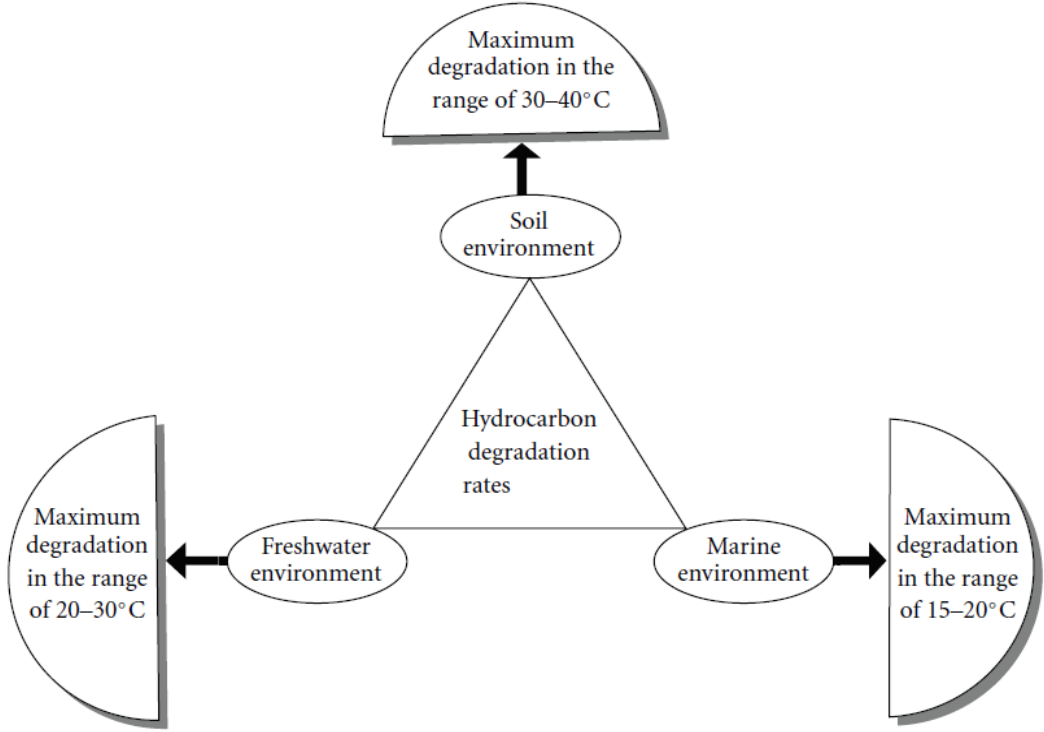 Maximum
degradation in the
range of 30–40°C
Soil
environment
Hydrocarbon
degradation
rates
Maximum
degradation
in the range
of 20–30°C
Freshwater
environment
Marine
environment
Maximum
degradation
in the range
of 15–20°C